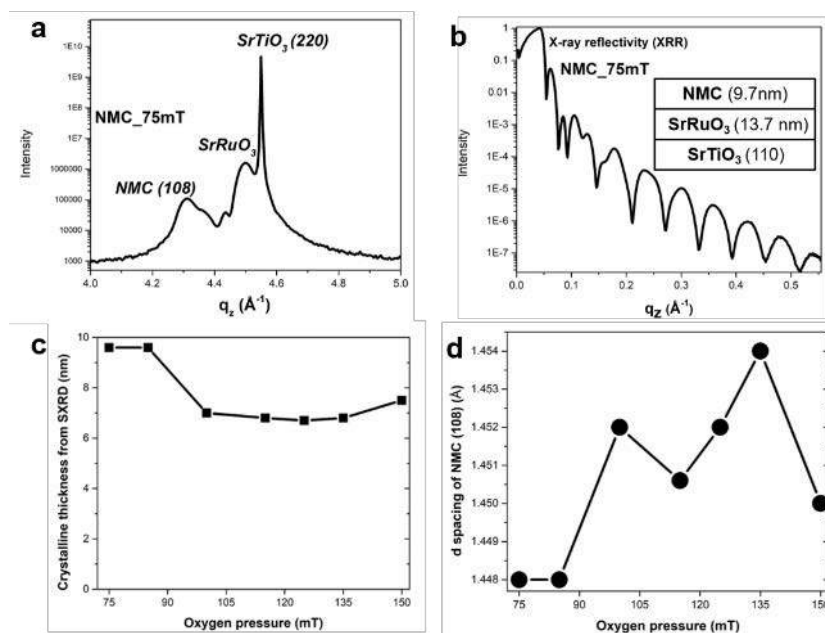 a
SrTiO3 (220)
NMC_75mT
SrRuO3
NMC (108)
1E10
1E9
1E8
1E7
1000000
100000
10000
1000
Intensity
4.0
4.2
4.4
4.6
4.8
5.0
qz (Å-1)
b
X-ray reflectivity (XRR)
NMC_75mT
NMC (9.7nm)
SrRuO3 (13.7 nm)
SrTiO3 (110)
1
0.1
0.01
1E-3
1E-4
1E-5
1E-6
1E-7
Intensity
0.0
0.1
0.2
0.3
0.4
0.5
qz (Å-1)
c
10
8
6
4
2
0
Crystalline thickness from SXRD (nm)
75
90
105
120
135
150
Oxygen pressure (mT)
d
1.454
1.453
1.452
1.451
1.450
1.449
1.448
d spacing of NMC (108) (Å)
75
90
105
120
135
150
Oxygen pressure (mT)